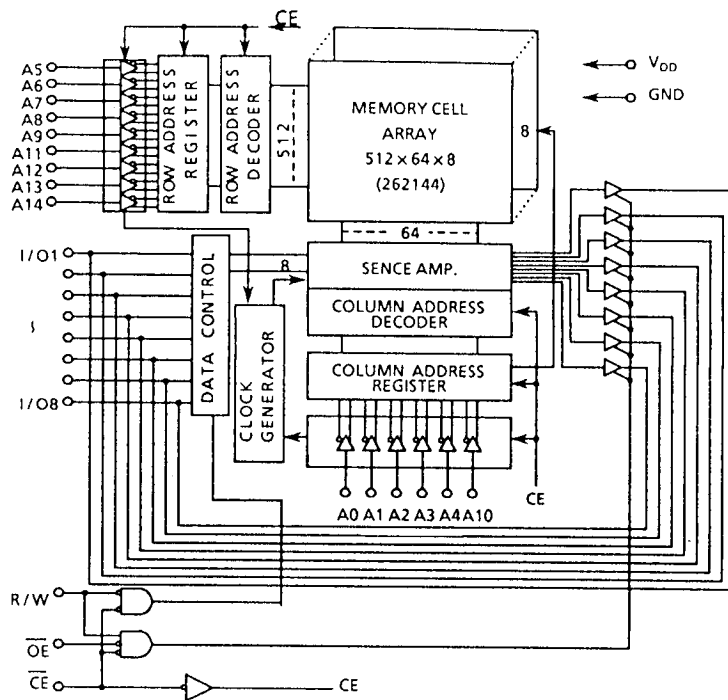 CE
A5
A6
A7
A8
A9
A11
A12
A13
A14
ROW ADDRESS
REGISTER
ROW ADDRESS
DECODER
512
MEMORY CELL
ARRAY
512 x 64 x 8
(262144)
8
VDD
GND
64
I/O1
I/O8
DATA CONTROL
8
SENCE AMP.
COLUMN ADDRESS
DECODER
COLUMN ADDRESS
REGISTER
CLOCK
GENERATOR
A0 A1 A2 A3 A4 A10
CE
R/W
OE
CE
CE